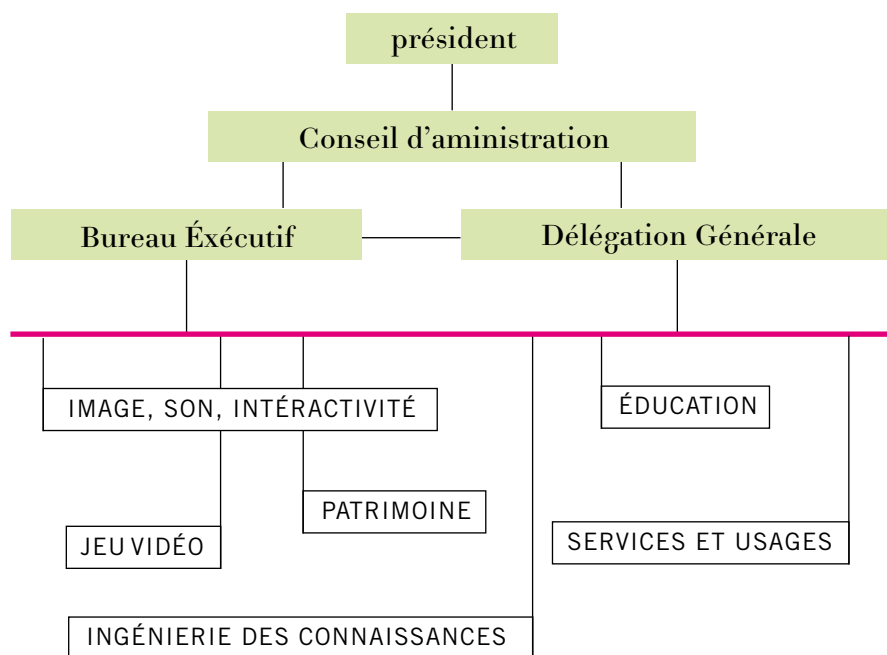 président
Conseil d'aministration
Bureau Éxécutif
Délégation Générale
IMAGE, SON, INTÉRACTIVITÉ
ÉDUCATION
PATRIMOINE
JEU VIDÉO
SERVICES ET USAGES
INGÉNIERIE DES CONNAISSANCES